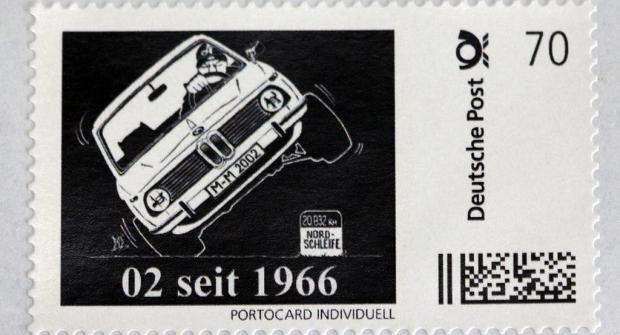 M-M 2002
20.832 KM
NORD-
SCHLEIFE
02 seit 1966
PORTOCARD INDIVIDUELL
Deutsche Post
70